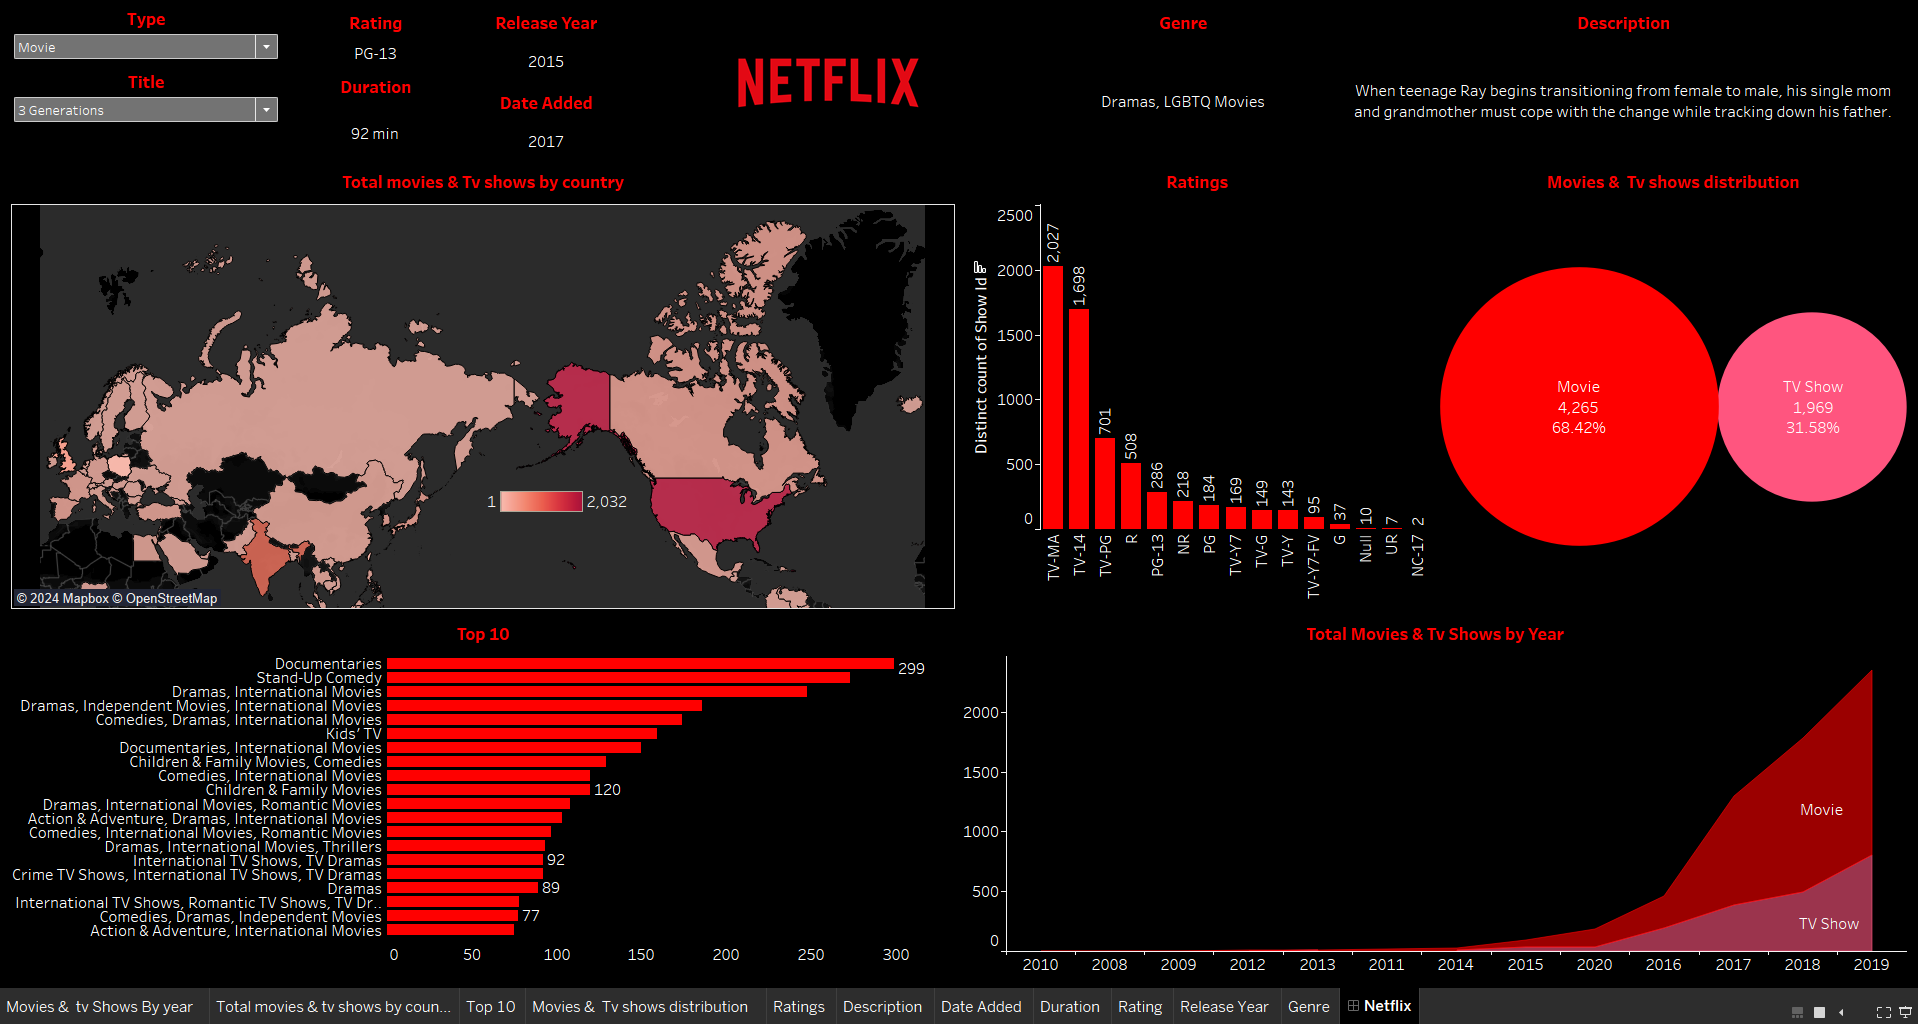 Type
Movie
Title
3 Generations
Rating
PG-13
Duration
92 min
Release Year
2015
Date Added
2017
NETFLIX
Genre
Dramas, LGBTQ Movies
Description
When teenage Ray begins transitioning from female to male, his single mom
and grandmother must cope with the change while tracking down his father.
Total movies & Tv shows by country
1
2,032
© 2024 Mapbox © OpenStreetMap
Ratings
Distinct count of Show Id
2500
2000
1500
1000
500
0
2,027
1,698
701
508
286
218
184
169
149
143
95
37
10
7
2
TV-MA
TV-14
TV-PG
R
PG-13
NR
PG
TV-Y7
TV-G
TV-Y
TV-Y7-FV
G
Null
UR
NC-17
Movies & Tv shows distribution
Movie
4,265
68.42%
TV Show
1,969
31.58%
Top 10
Documentaries
299
Stand-Up Comedy
Dramas, International Movies
Dramas, Independent Movies, International Movies
Comedies, Dramas, International Movies
Kids' TV
Documentaries, International Movies
Children & Family Movies, Comedies
Comedies, International Movies
Children & Family Movies
120
Dramas, International Movies, Romantic Movies
Action & Adventure, Dramas, International Movies
Comedies, International Movies, Romantic Movies
Dramas, International Movies, Thrillers
International TV Shows, TV Dramas
92
Crime TV Shows, International TV Shows, TV Dramas
Dramas
89
International TV Shows, Romantic TV Shows, TV Dr..
Comedies, Dramas, Independent Movies
77
Action & Adventure, International Movies
0 50 100 150 200 250 300
Total Movies & Tv Shows by Year
2000
1500
1000
500
0
Movie
TV Show
2010 2008 2009 2012 2013 2011 2014 2015 2020 2016 2017 2018 2019
Movies & tv Shows By year
Total movies & tv shows by coun...
Top 10
Movies & Tv shows distribution
Ratings
Description
Date Added
Duration
Rating
Release Year
Genre
Netflix